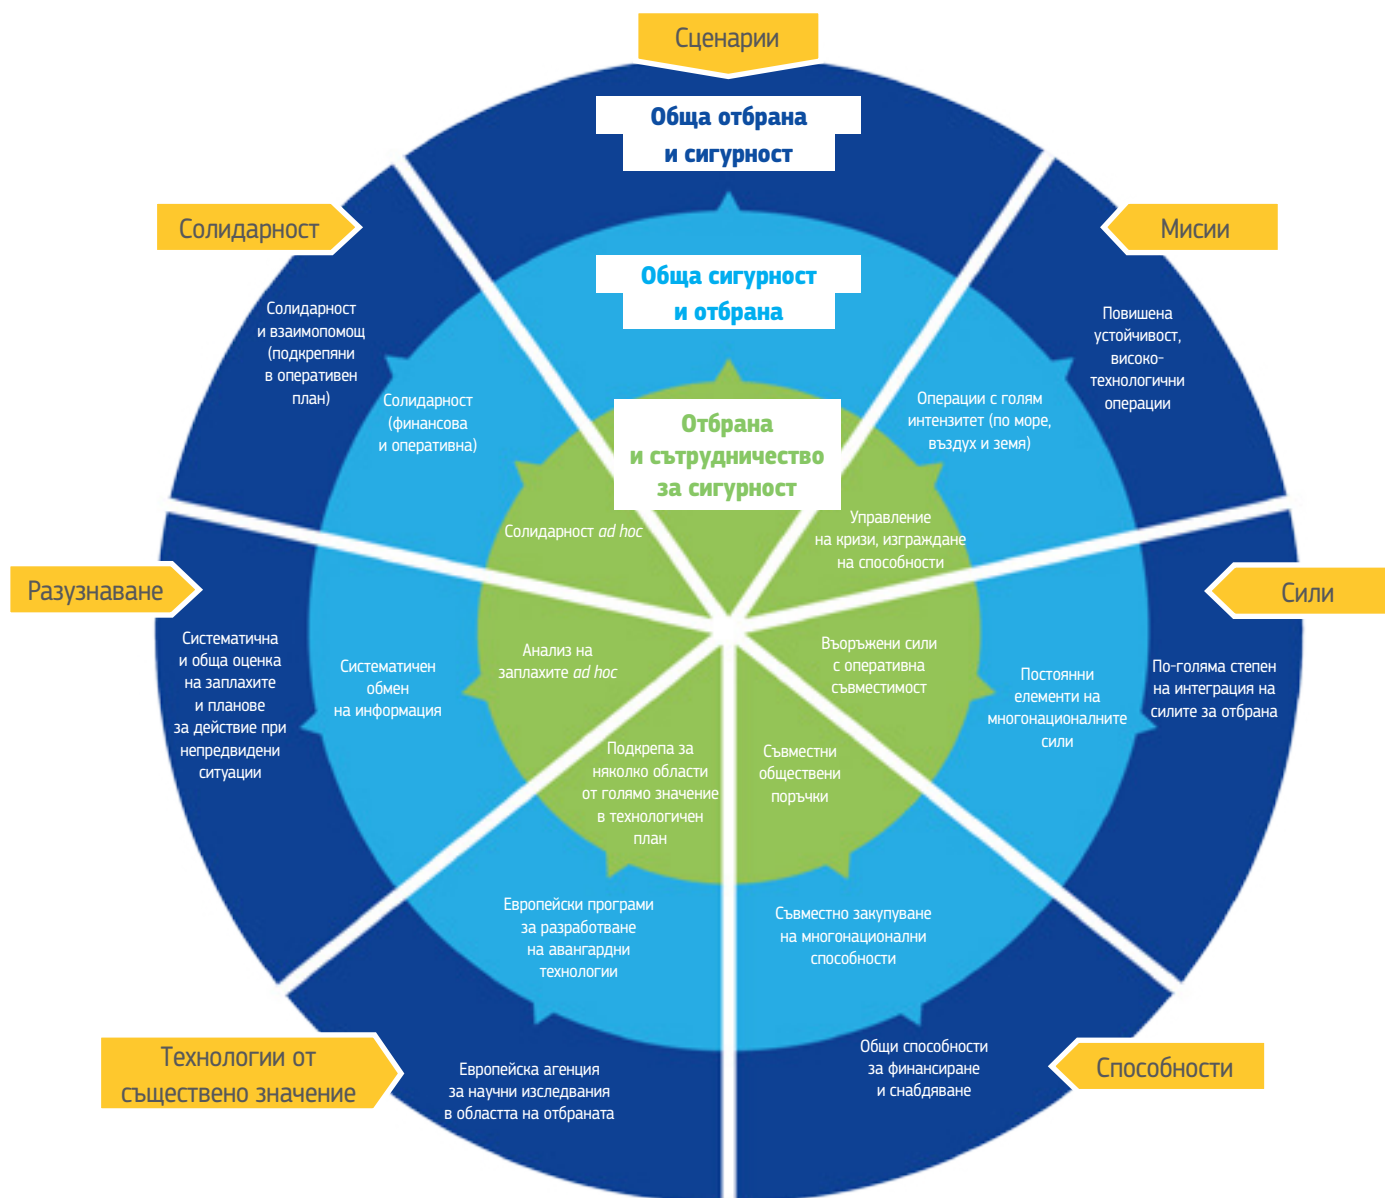 Сценарии
Обща отбрана
и сигурност
Обща сигурност
и отбрана
Отбрана
и сътрудничество
за сигурност
Мисии
Повишена
устойчивост,
високо-
технологични
операции
Операции с голям
интензитет (по море,
въздух и земя)
Управление
на кризи, изграждане
на способности
Сили
По-голяма степен
на интеграция на
силите за отбрана
Постоянни
елементи на
многонационалните
сили
Въоръжени сили
с оперативна
съвместимост
Способности
Общи способности
за финансиране
и снабдяване
Съвместно закупуване
на многонационални
способности
Съвместни
обществени
поръчки
Технологии от
съществено значение
Европейска агенция
за научни изследвания
в областта на отбраната
Европейски програми
за разработване
на авангардни
технологии
Подкрепа за
няколко области
от голямо значение
в технологичен
план
Разузнаване
Систематична
и обща оценка
на заплахите
и планове
за действие при
непредвидени
ситуации
Систематичен
обмен
на информация
Анализ на
заплахите ad hoc
Солидарност
Солидарност
и взаимопомощ
(подкрепяни
в оперативен
план)
Солидарност
(финансова
и оперативна)
Солидарност ad hoc